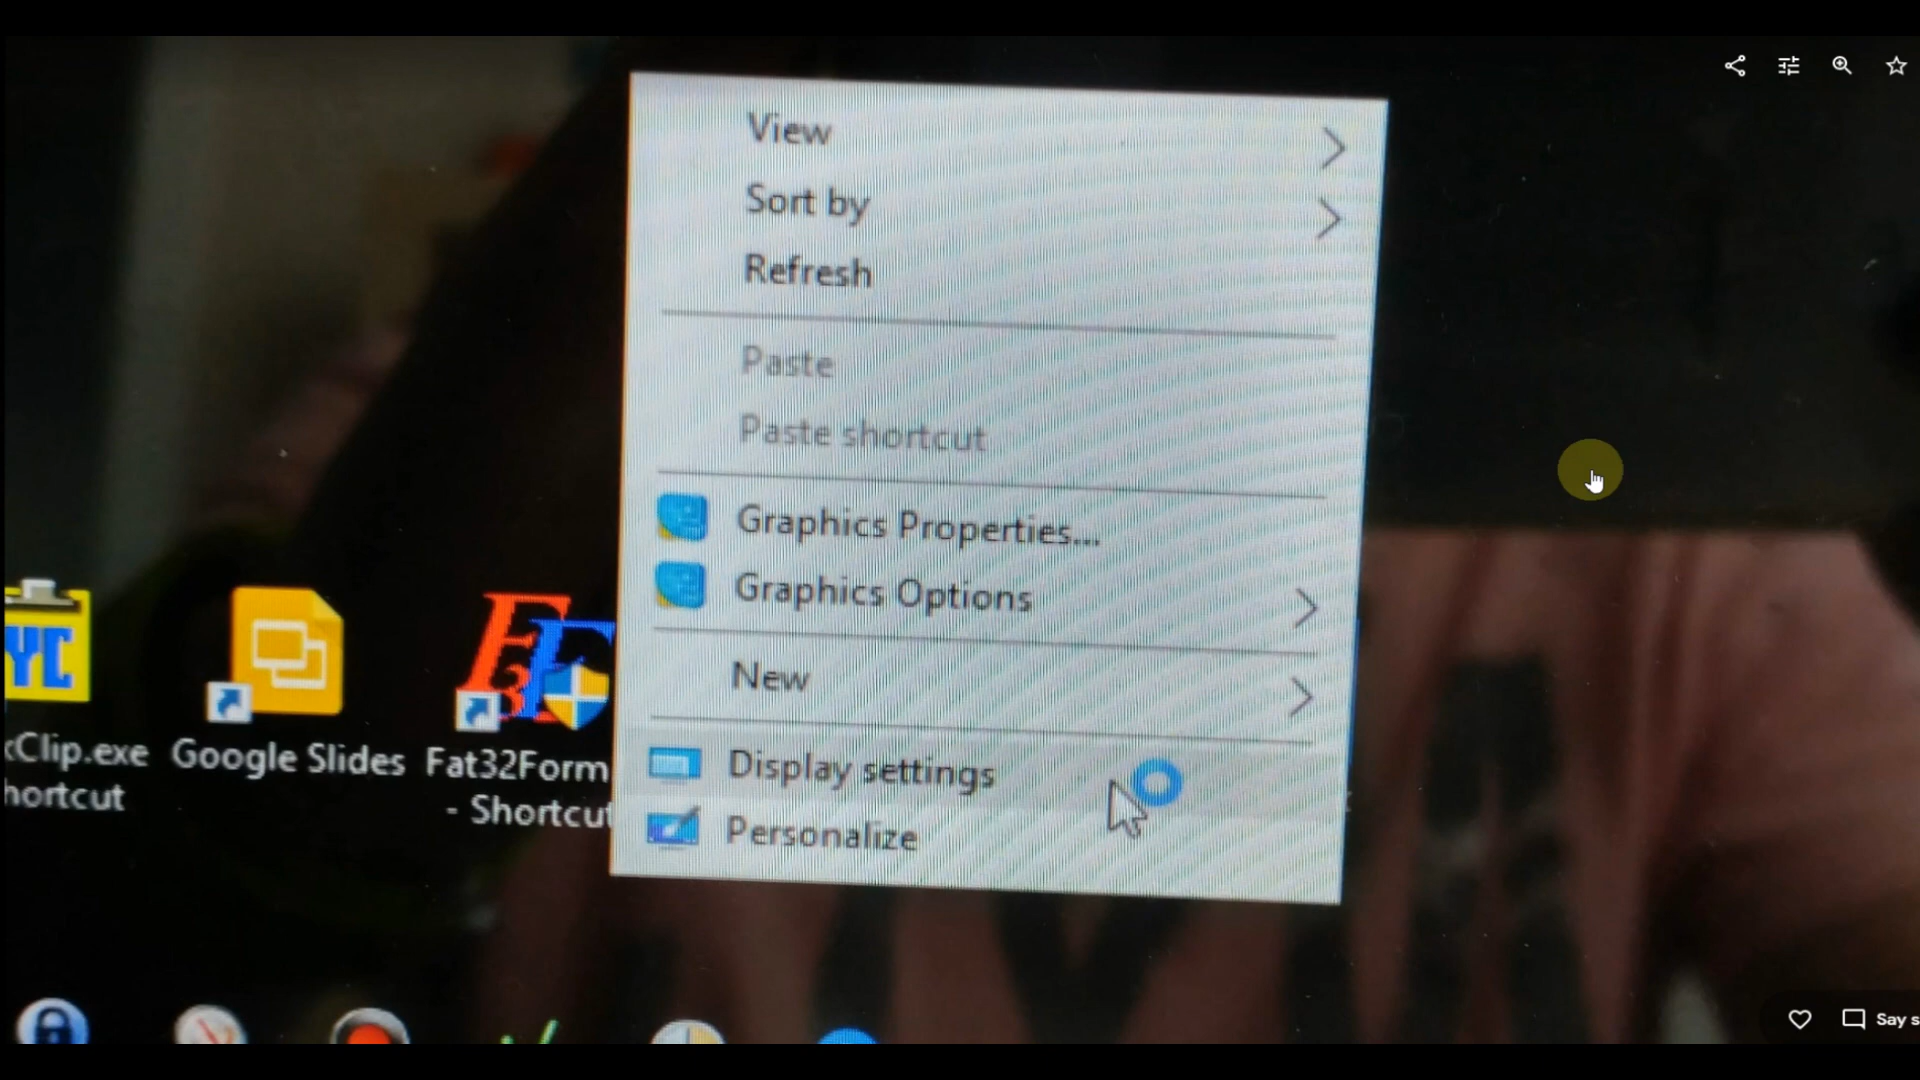 View
Sort by
Refresh
Paste
Paste shortcut
Graphics Properties...
Graphics Options
New
Display settings
Personalize
YC
Clip.exe
hortcut
Google Slides
Fat32Form
- Shortcut
Say s